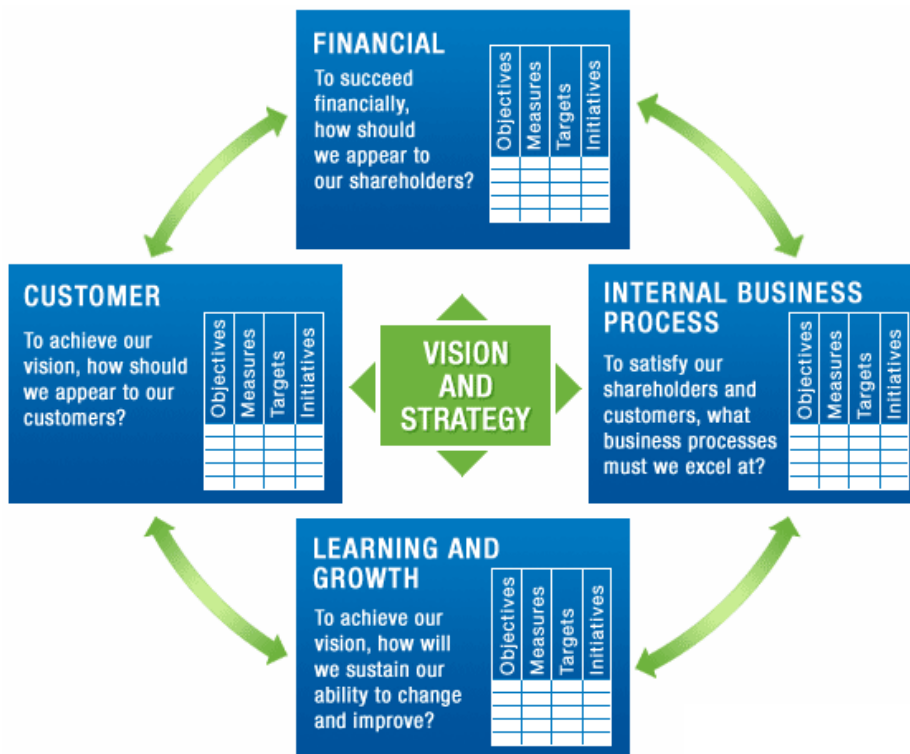 FINANCIAL
To succeed
financially,
how should
we appear to
our shareholders?
Objectives
Measures
Targets
Initiatives
CUSTOMER
To achieve our
vision, how should
we appear to our
customers?
Objectives
Measures
Targets
Initiatives
VISION
AND
STRATEGY
INTERNAL BUSINESS
PROCESS
To satisfy our
shareholders and
customers, what
business processes
must we excel at?
Objectives
Measures
Targets
Initiatives
LEARNING AND
GROWTH
To achieve our
vision, how will
we sustain our
ability to change
and improve?
Objectives
Measures
Targets
Initiatives